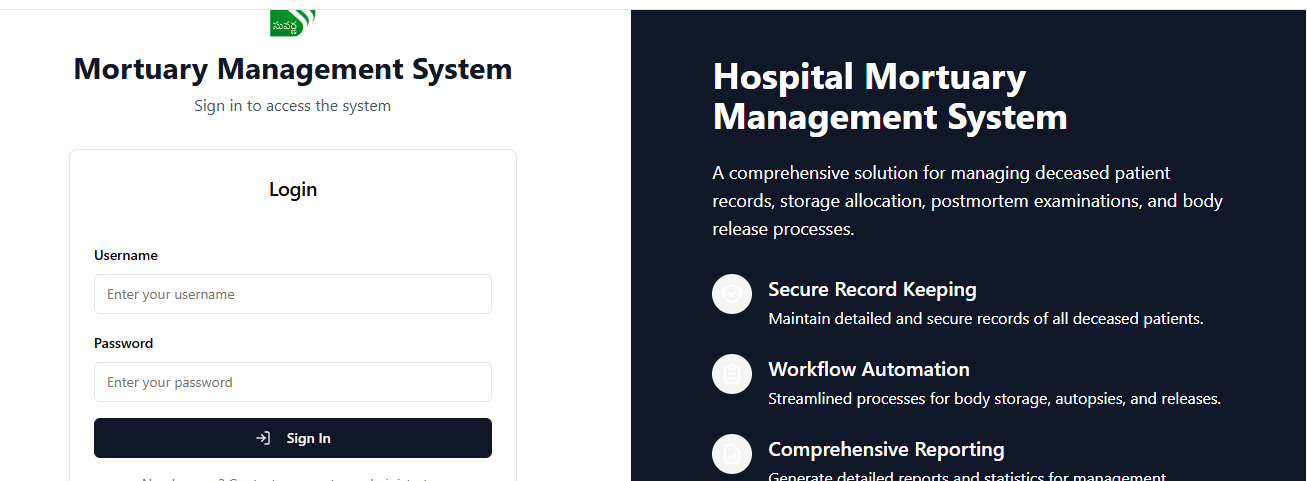 సువర్ణ
Mortuary Management System
Sign in to access the system
Login
Username
Enter your username
Password
Enter your password
Sign In
Hospital Mortuary
Management System
A comprehensive solution for managing deceased patient
records, storage allocation, postmortem examinations, and body
release processes.
Secure Record Keeping
Maintain detailed and secure records of all deceased patients.
Workflow Automation
Streamlined processes for body storage, autopsies, and releases.
Comprehensive Reporting
Generate detailed reports and statistics for management